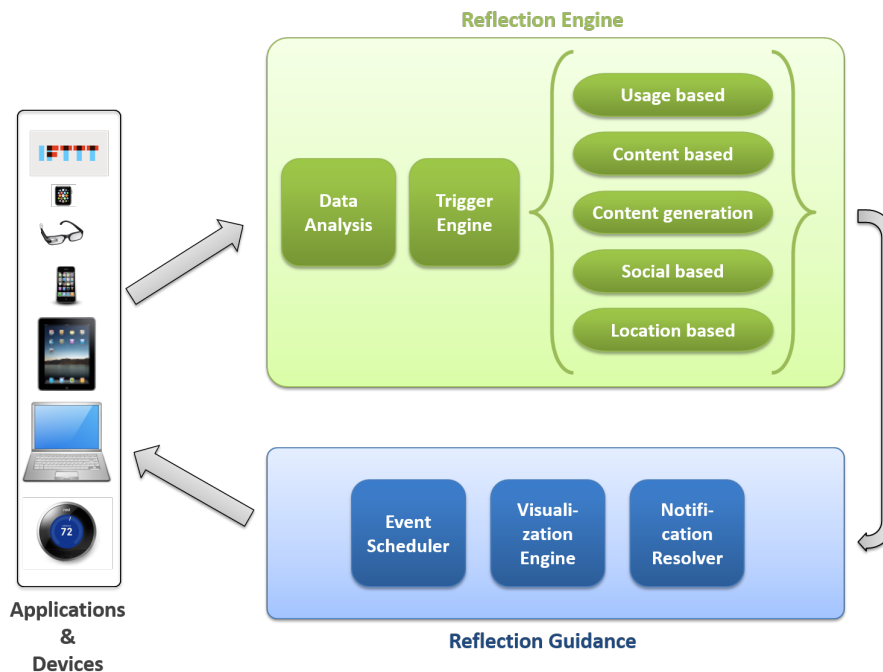 Reflection Engine
IFTTT
Data
Analysis
Trigger
Engine
Usage based
Content based
Content generation
Social based
Location based
72
Event
Scheduler
Visuali-
zation
Engine
Notifi-
cation
Resolver
Applications
&
Devices
Reflection Guidance